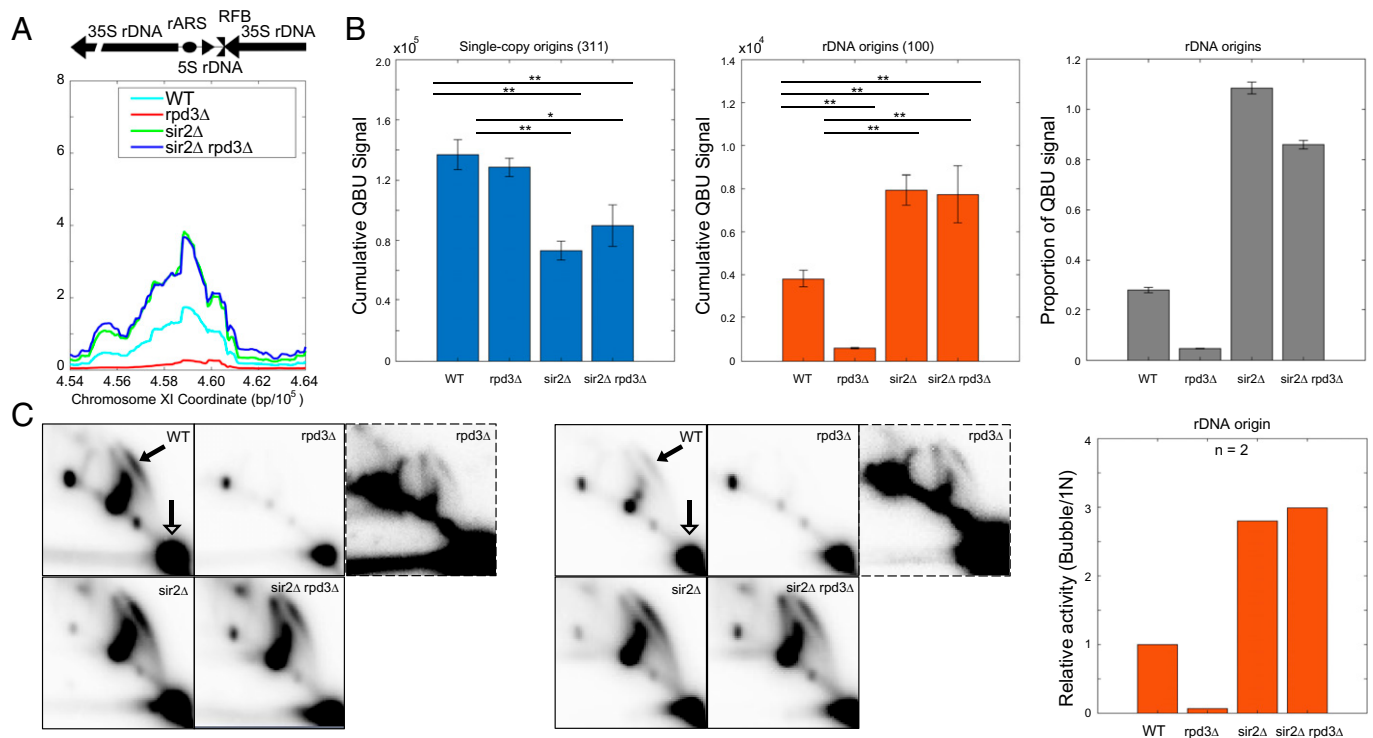 A
35S rDNA rARS RFB 35S rDNA
5S rDNA
8
6
4
2
0
WT
rpd3Δ
sir2Δ
sir2Δ rpd3Δ
4.54 4.56 4.58 4.60 4.62 4.64
Chromosome XI Coordinate (bp/10⁵)
B
x10⁵
Single-copy origins (311)
Cumulative QBU Signal
2.0
1.6
1.2
0.8
0.4
0
**
**
*
**
WT rpd3Δ sir2Δ sir2Δ rpd3Δ
x10⁴
rDNA origins (100)
Cumulative QBU Signal
1.4
1.2
1.0
0.8
0.6
0.4
0.2
0
**
**
**
**
**
WT rpd3Δ sir2Δ sir2Δ rpd3Δ
rDNA origins
Proportion of QBU signal
1.2
1.0
0.8
0.6
0.4
0.2
0
WT rpd3Δ sir2Δ sir2Δ rpd3Δ
C
WT
rpd3Δ
rpd3Δ
sir2Δ
sir2Δ rpd3Δ
WT
rpd3Δ
rpd3Δ
sir2Δ
sir2Δ rpd3Δ
rDNA origin
n = 2
Relative activity (Bubble/1N)
4
3
2
1
0
WT rpd3Δ sir2Δ sir2Δ rpd3Δ